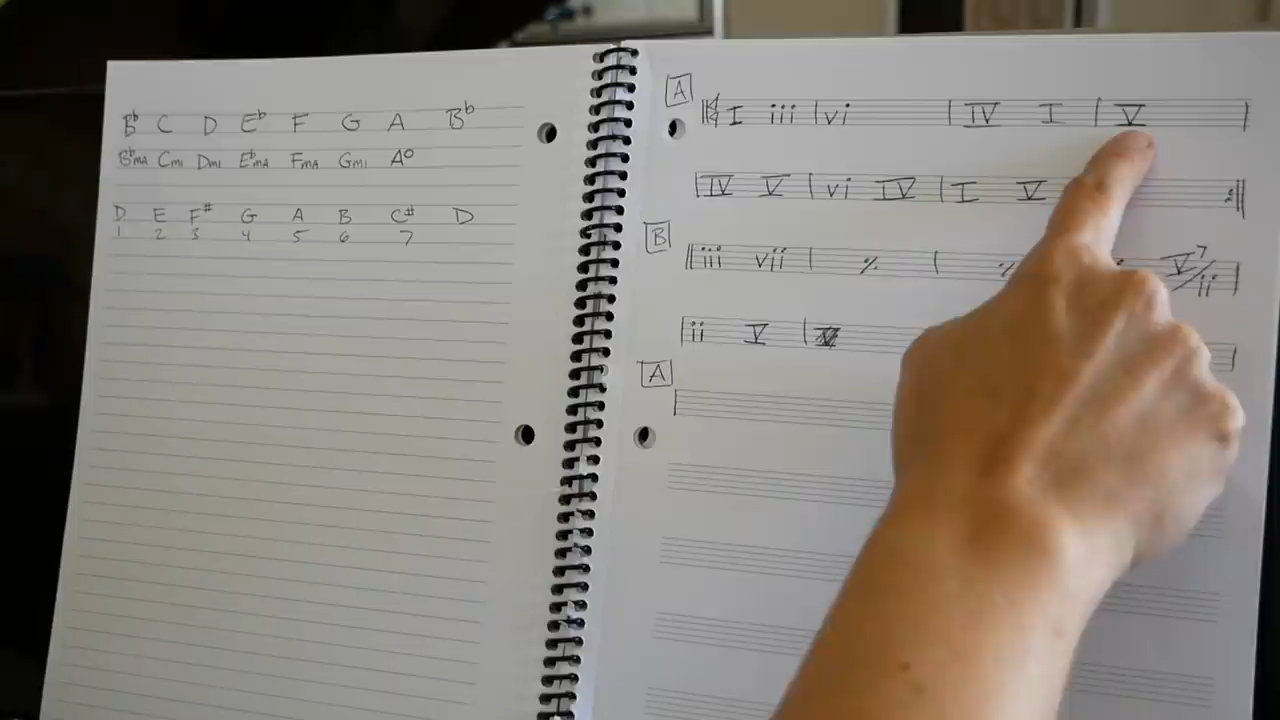 B♭ C D E♭ F G A B♭
B♭MA CMI DMI E♭MA FMA GMI A°
D E F# G A B C# D
1 2 3 4 5 6 7
A
I iii | vi | IV I | V |
| IV V | vi IV | I V
B
iii vii | % | % V7/ii |
| ii V |
A